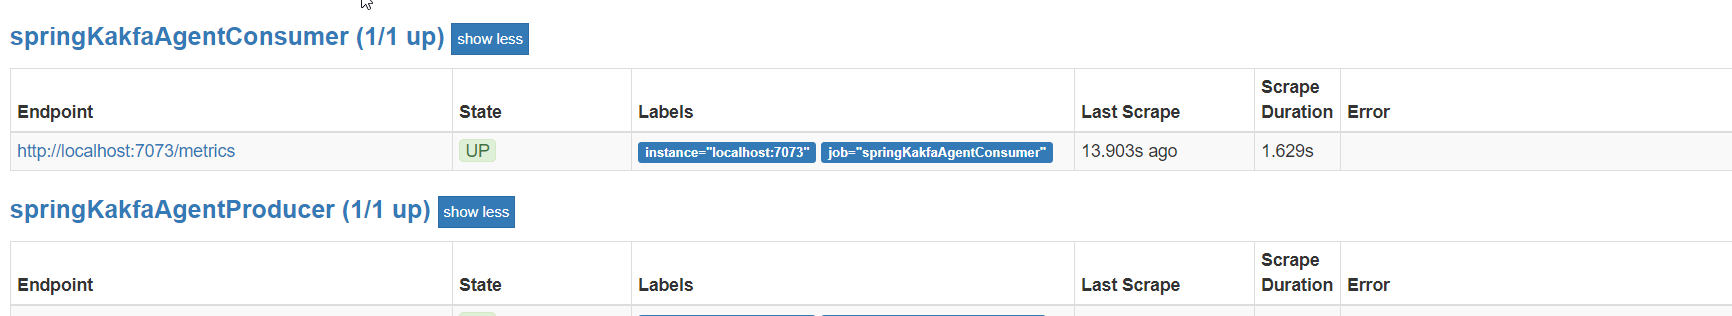 springKakfaAgentConsumer (1/1 up) show less
Endpoint State Labels Last Scrape Scrape Duration Error
http://localhost:7073/metrics UP instance="localhost:7073" job="springKakfaAgentConsumer" 13.903s ago 1.629s
springKakfaAgentProducer (1/1 up) show less
Endpoint State Labels Last Scrape Scrape Duration Error